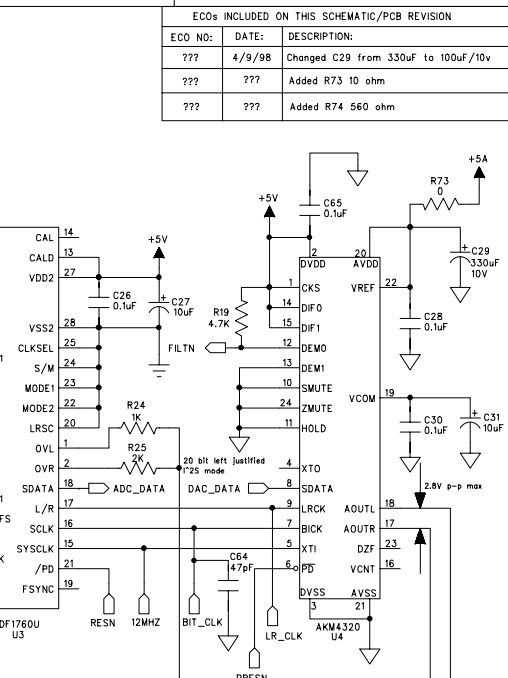 ECOs INCLUDED ON THIS SCHEMATIC/PCB REVISION
ECO NO: DATE: DESCRIPTION:
??? 4/9/98 Changed C29 from 330uF to 100uF/10v
??? ??? Added R73 10 ohm
??? ??? Added R74 560 ohm
+5A
R73
0
+5V
C65
0.1uF
+5V
C29
330uF
10V
C26
0.1uF
C27
10uF
R19
4.7K
FILTN
C28
0.1uF
C30
0.1uF
C31
10uF
R24
1K
R25
2K
20 bit left justified
I^2S mode
ADC_DATA
DAC_DATA
2.8V p-p max
CAL 14
CALD 13
VDD2 27
VSS2 28
CLKSEL 25
S/M 24
MODE1 23
MODE2 22
LRSC 20
OVL 1
OVR 2
SDATA 18
L/R 17
SCLK 16
SYSCLK 15
/PD 21
FSYNC 19
DF1760U
U3
2 DVDD
20 AVDD
1 CKS
14 DIF0
15 DIF1
12 DEM0
13 DEM1
10 SMUTE
24 ZMUTE
11 HOLD
4 XTO
8 SDATA
9 LRCK
7 BICK
5 XTI
6 PD
VREF 22
VCOM 19
AOUTL 18
AOUTR 17
DZF 23
VCNT 16
DVSS 3
AVSS 21
AKM4320
U4
C64
47pF
RESN
12MHZ
BIT_CLK
LR_CLK
FS
X
1
1